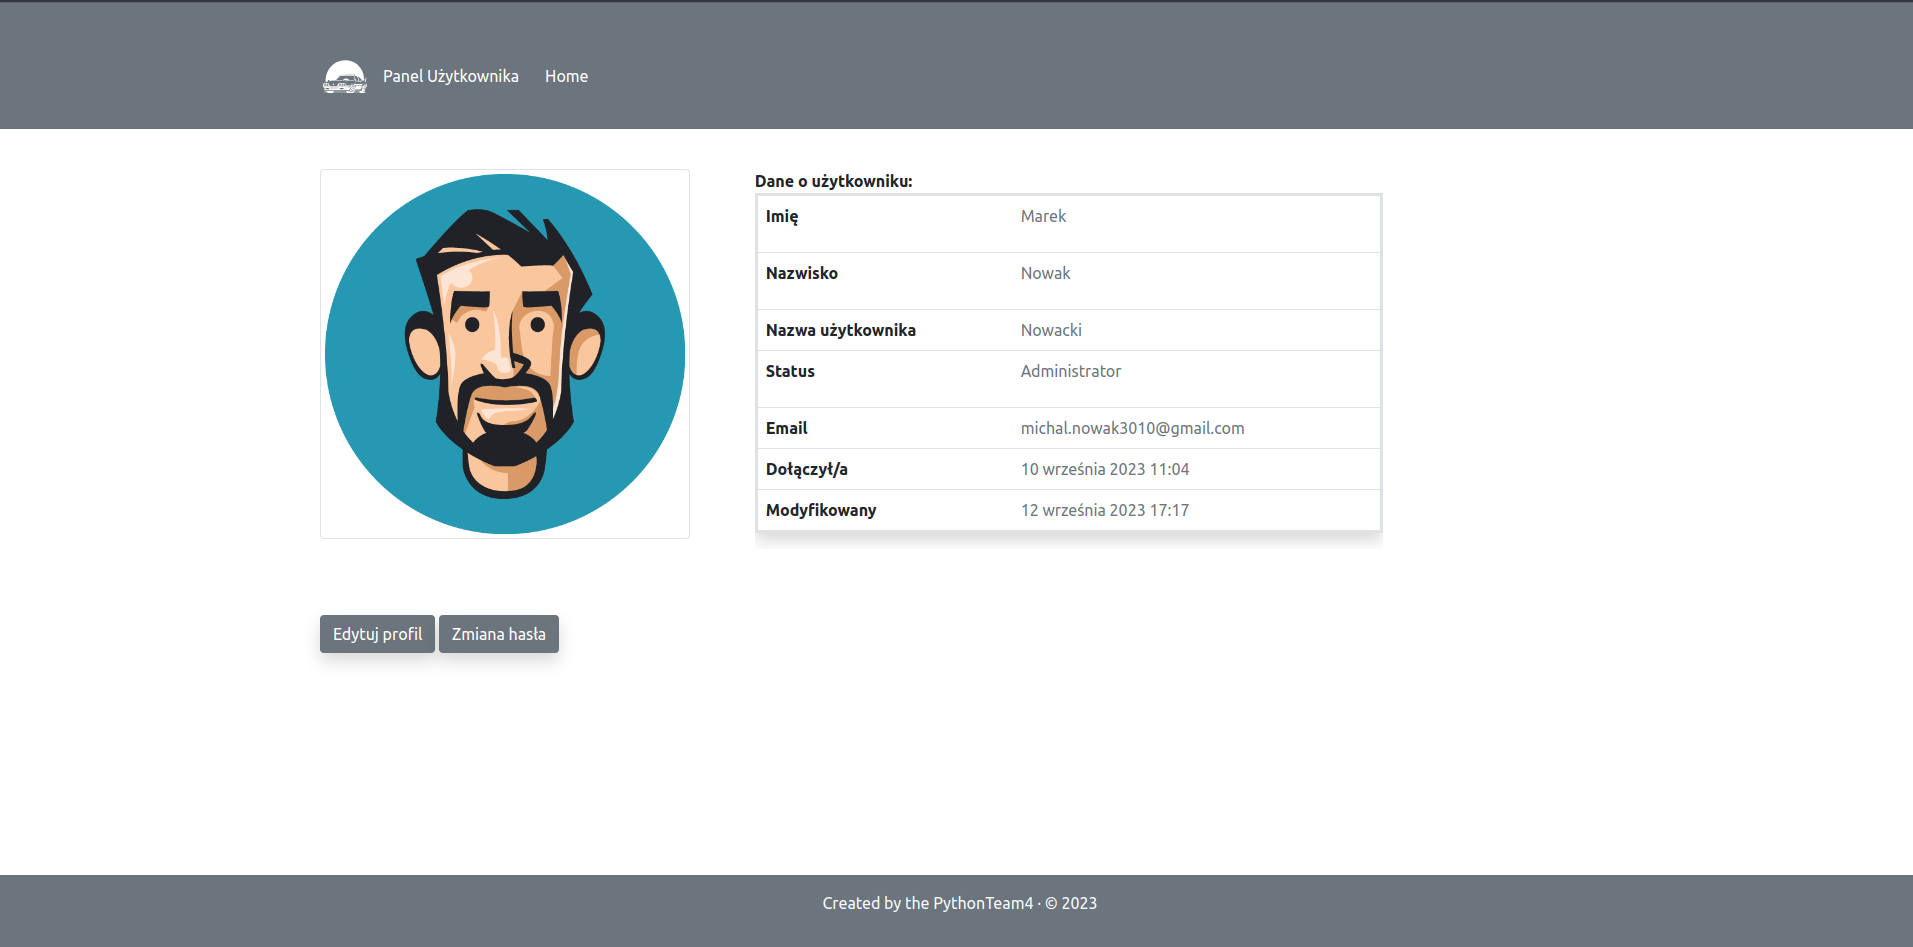 Panel Użytkownika Home
Dane o użytkowniku:
Imię Marek
Nazwisko Nowak
Nazwa użytkownika Nowacki
Status Administrator
Email michal.nowak3010@gmail.com
Dołączył/a 10 września 2023 11:04
Modyfikowany 12 września 2023 17:17
Edytuj profil Zmiana hasła
Created by the PythonTeam4 · © 2023